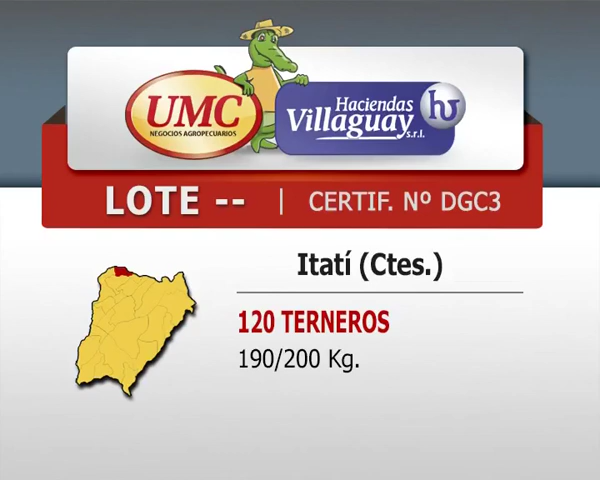 UMC
NEGOCIOS AGROPECUARIOS
Haciendas
Villaguay
s.r.l.
hv
LOTE -- | CERTIF. Nº DGC3
Itatí (Ctes.)
120 TERNEROS
190/200 Kg.